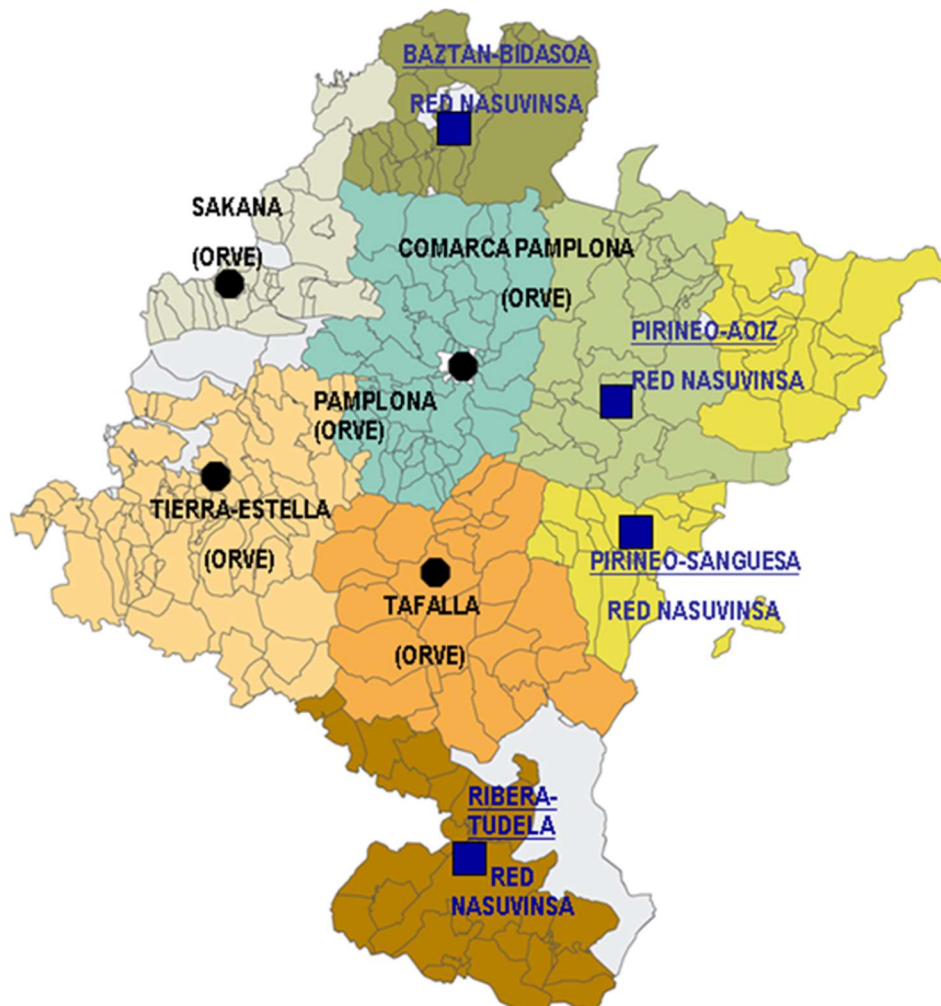 BAZTAN-BIDASOA
RED NASUVINSA
SAKANA
(ORVE)
COMARCA PAMPLONA
(ORVE)
PIRINEO-AOIZ
RED NASUVINSA
PAMPLONA
(ORVE)
TIERRA-ESTELLA
(ORVE)
PIRINEO-SANGUESA
RED NASUVINSA
TAFALLA
(ORVE)
RIBERA-
TUDELA
RED
NASUVINSA